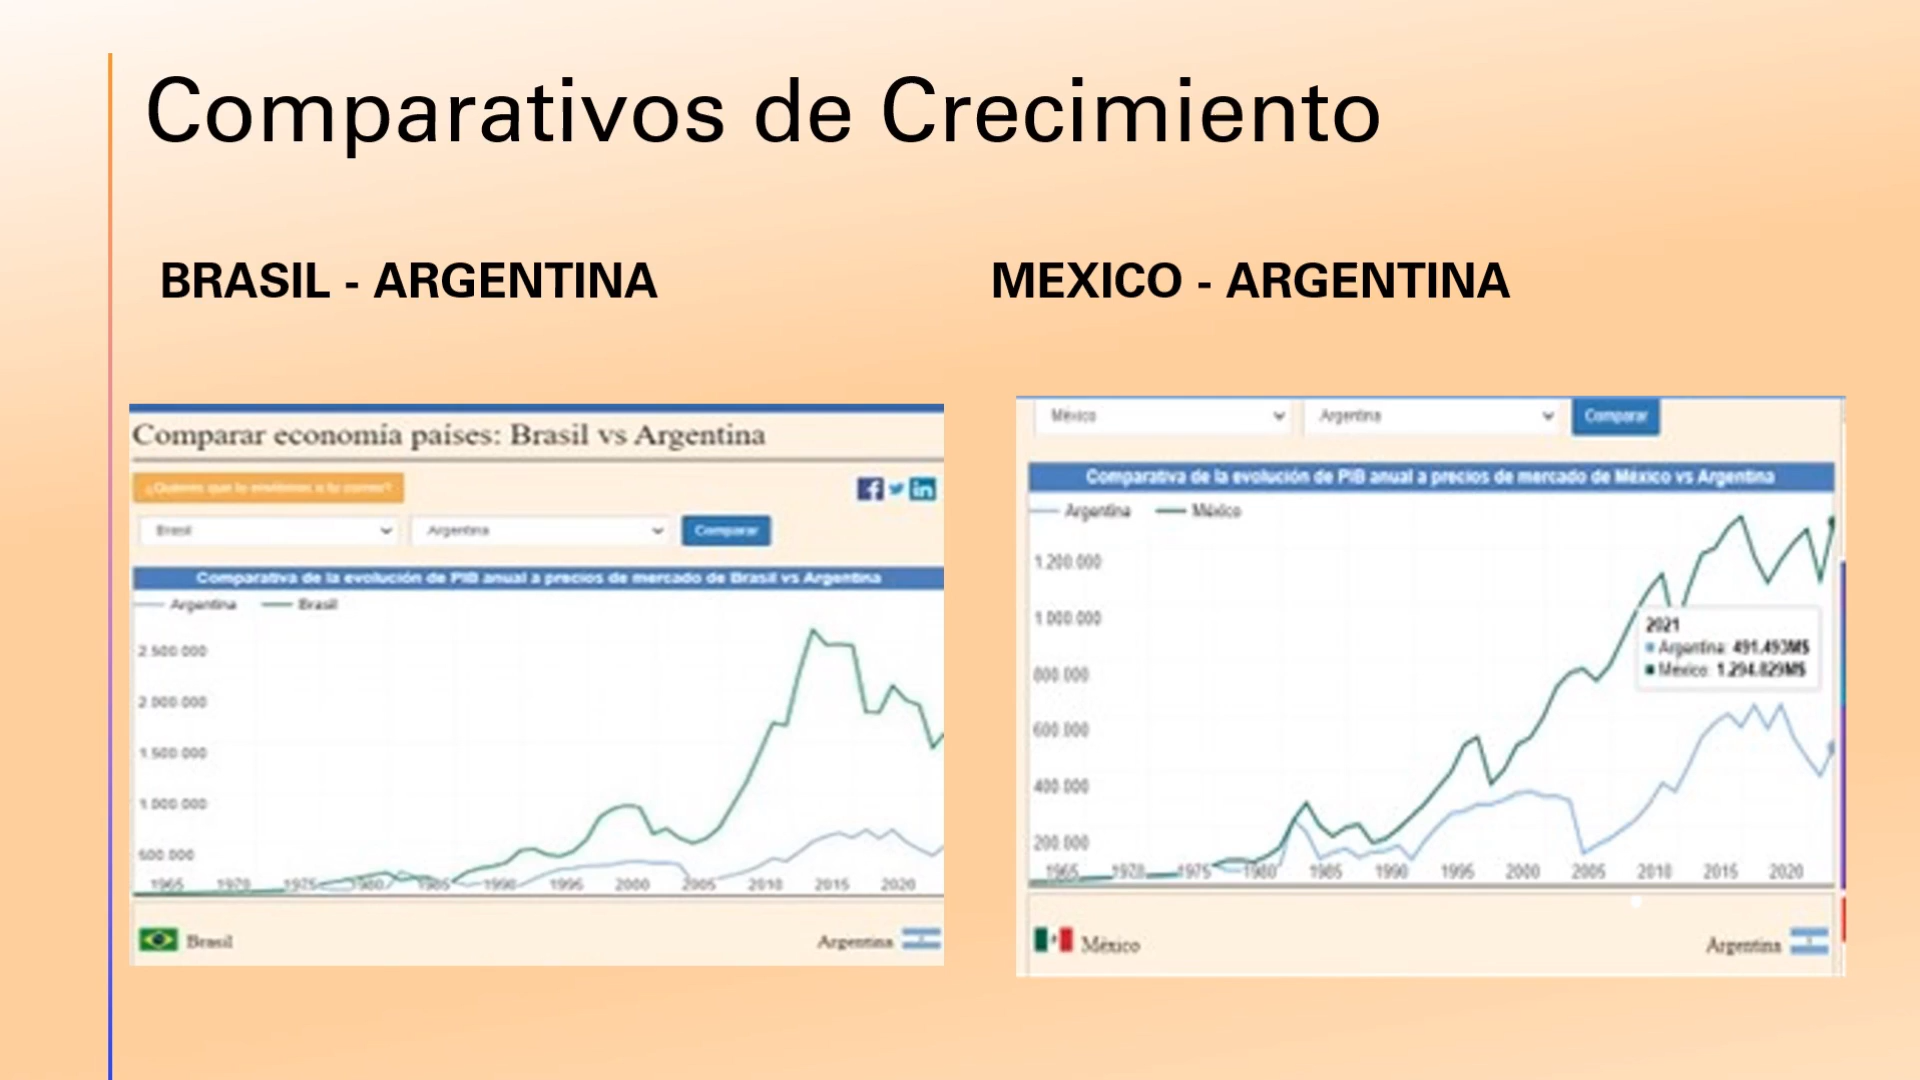 Comparativos de Crecimiento
BRASIL - ARGENTINA
MEXICO - ARGENTINA
Comparar economía países: Brasil vs Argentina
¿Quieres que lo enviemos a tu correo?
Brasil
Argentina
Comparar
Comparativa de la evolución de PIB anual a precios de mercado de Brasil vs Argentina
Argentina Brasil
2.500.000
2.000.000
1.500.000
1.000.000
500.000
1965 1970 1975 1980 1985 1990 1995 2000 2005 2010 2015 2020
Brasil
Argentina
México
Argentina
Comparar
Comparativa de la evolución de PIB anual a precios de mercado de México vs Argentina
Argentina México
1.200.000
1.000.000
800.000
600.000
400.000
200.000
2021
Argentina: 491.493M$
México: 1.294.829M$
1965 1970 1975 1980 1985 1990 1995 2000 2005 2010 2015 2020
México
Argentina